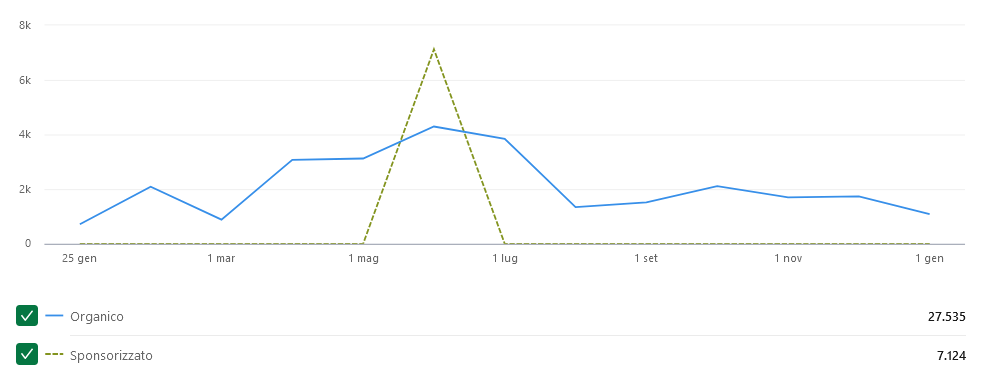 8k
6k
4k
2k
0
25 gen 1 mar 1 mag 1 lug 1 set 1 nov 1 gen
Organico 27.535
Sponsorizzato 7.124